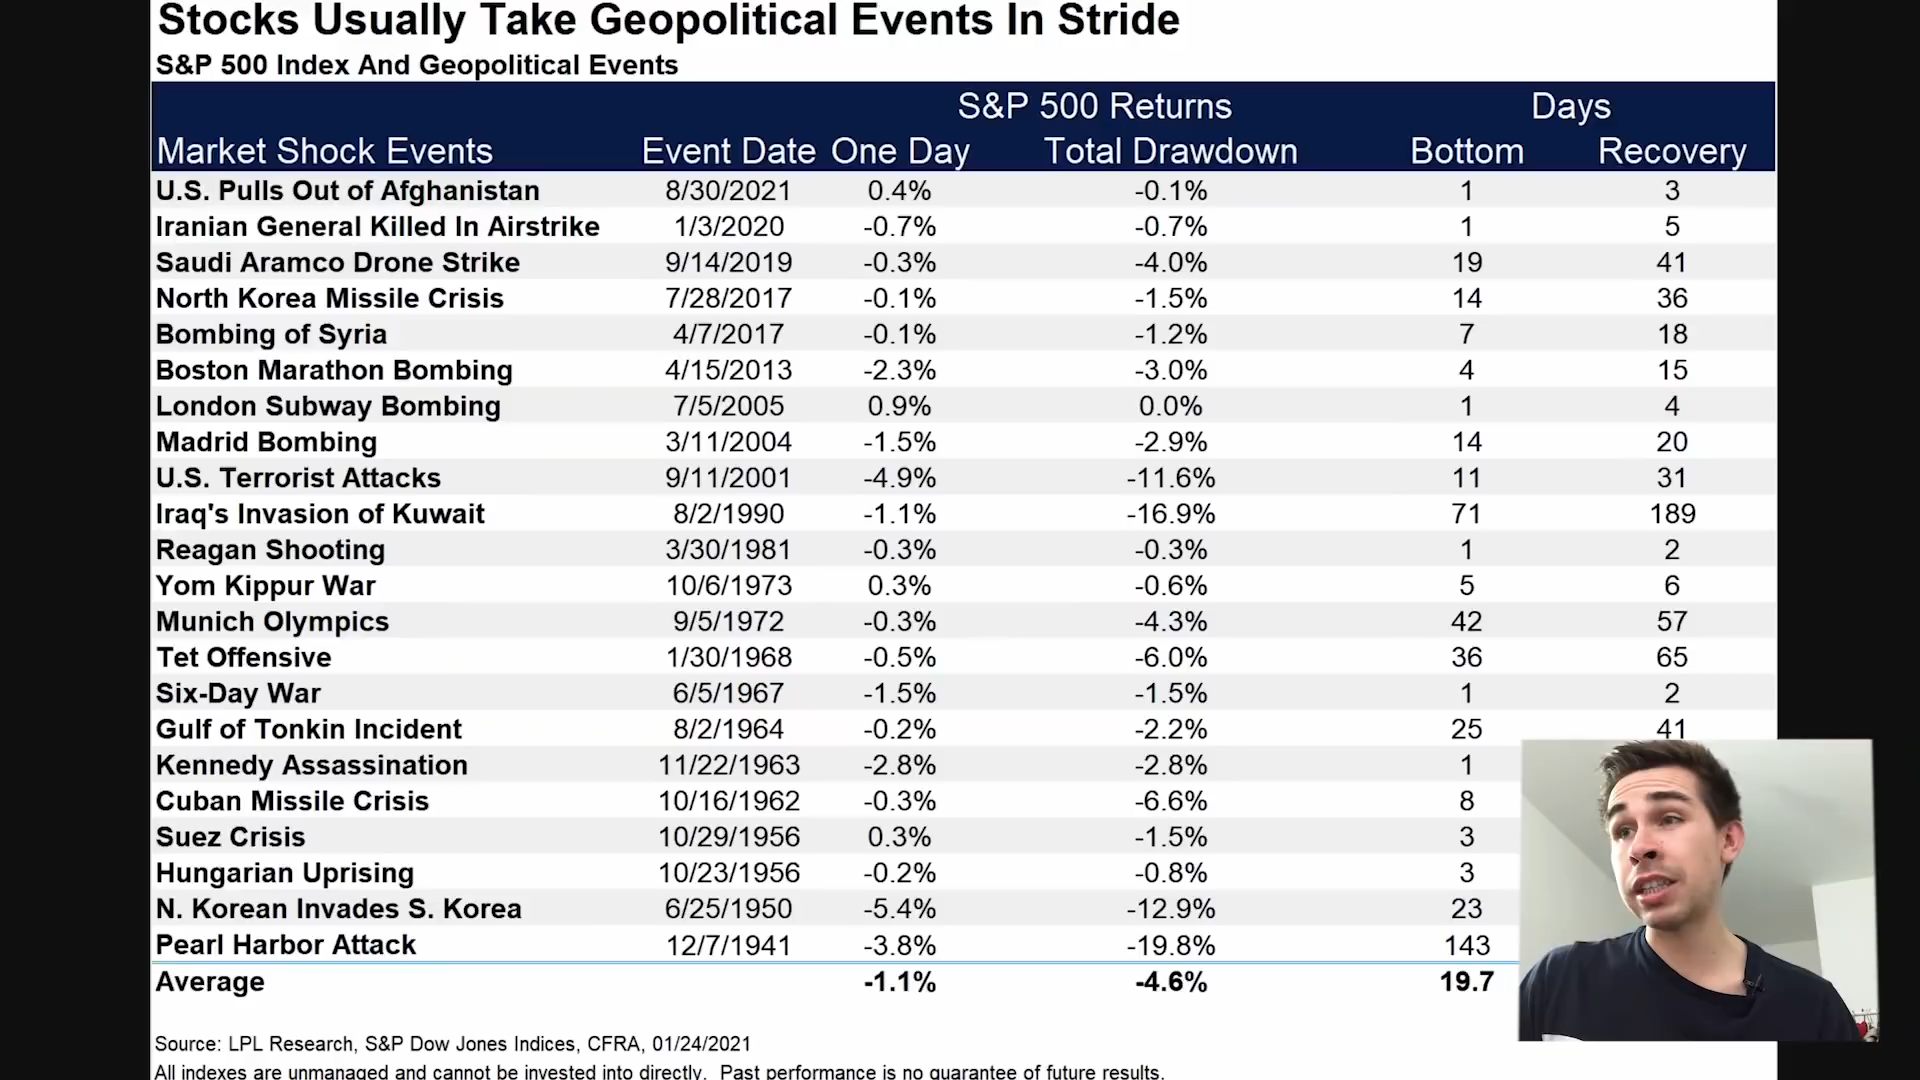 Stocks Usually Take Geopolitical Events In Stride
S&P 500 Index And Geopolitical Events
S&P 500 Returns Days
Market Shock Events Event Date One Day Total Drawdown Bottom Recovery
U.S. Pulls Out of Afghanistan 8/30/2021 0.4% -0.1% 1 3
Iranian General Killed In Airstrike 1/3/2020 -0.7% -0.7% 1 5
Saudi Aramco Drone Strike 9/14/2019 -0.3% -4.0% 19 41
North Korea Missile Crisis 7/28/2017 -0.1% -1.5% 14 36
Bombing of Syria 4/7/2017 -0.1% -1.2% 7 18
Boston Marathon Bombing 4/15/2013 -2.3% -3.0% 4 15
London Subway Bombing 7/5/2005 0.9% 0.0% 1 4
Madrid Bombing 3/11/2004 -1.5% -2.9% 14 20
U.S. Terrorist Attacks 9/11/2001 -4.9% -11.6% 11 31
Iraq's Invasion of Kuwait 8/2/1990 -1.1% -16.9% 71 189
Reagan Shooting 3/30/1981 -0.3% -0.3% 1 2
Yom Kippur War 10/6/1973 0.3% -0.6% 5 6
Munich Olympics 9/5/1972 -0.3% -4.3% 42 57
Tet Offensive 1/30/1968 -0.5% -6.0% 36 65
Six-Day War 6/5/1967 -1.5% -1.5% 1 2
Gulf of Tonkin Incident 8/2/1964 -0.2% -2.2% 25 41
Kennedy Assassination 11/22/1963 -2.8% -2.8% 1
Cuban Missile Crisis 10/16/1962 -0.3% -6.6% 8
Suez Crisis 10/29/1956 0.3% -1.5% 3
Hungarian Uprising 10/23/1956 -0.2% -0.8% 3
N. Korean Invades S. Korea 6/25/1950 -5.4% -12.9% 23
Pearl Harbor Attack 12/7/1941 -3.8% -19.8% 143
Average -1.1% -4.6% 19.7
Source: LPL Research, S&P Dow Jones Indices, CFRA, 01/24/2021
All indexes are unmanaged and cannot be invested into directly. Past performance is no guarantee of future results.